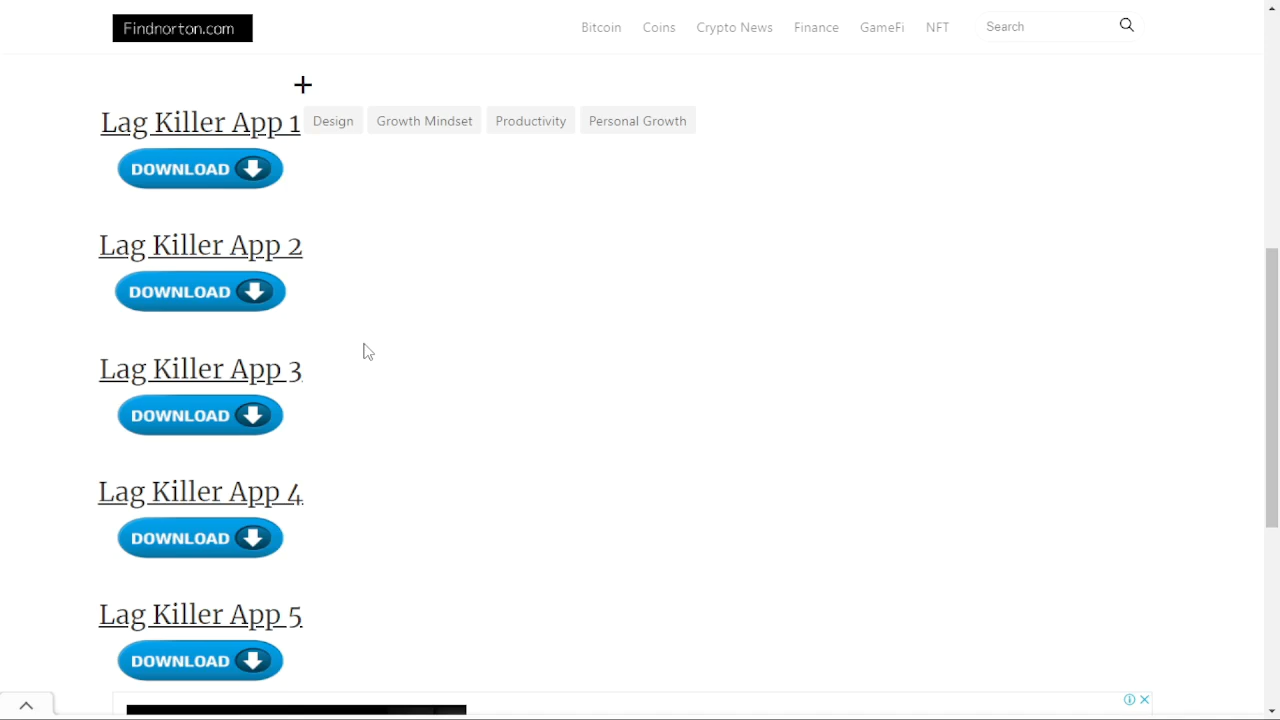 Findnorton.com
Bitcoin Coins Crypto News Finance GameFi NFT Search
Lag Killer App 1 Design Growth Mindset Productivity Personal Growth
DOWNLOAD
Lag Killer App 2
DOWNLOAD
Lag Killer App 3
DOWNLOAD
Lag Killer App 4
DOWNLOAD
Lag Killer App 5
DOWNLOAD